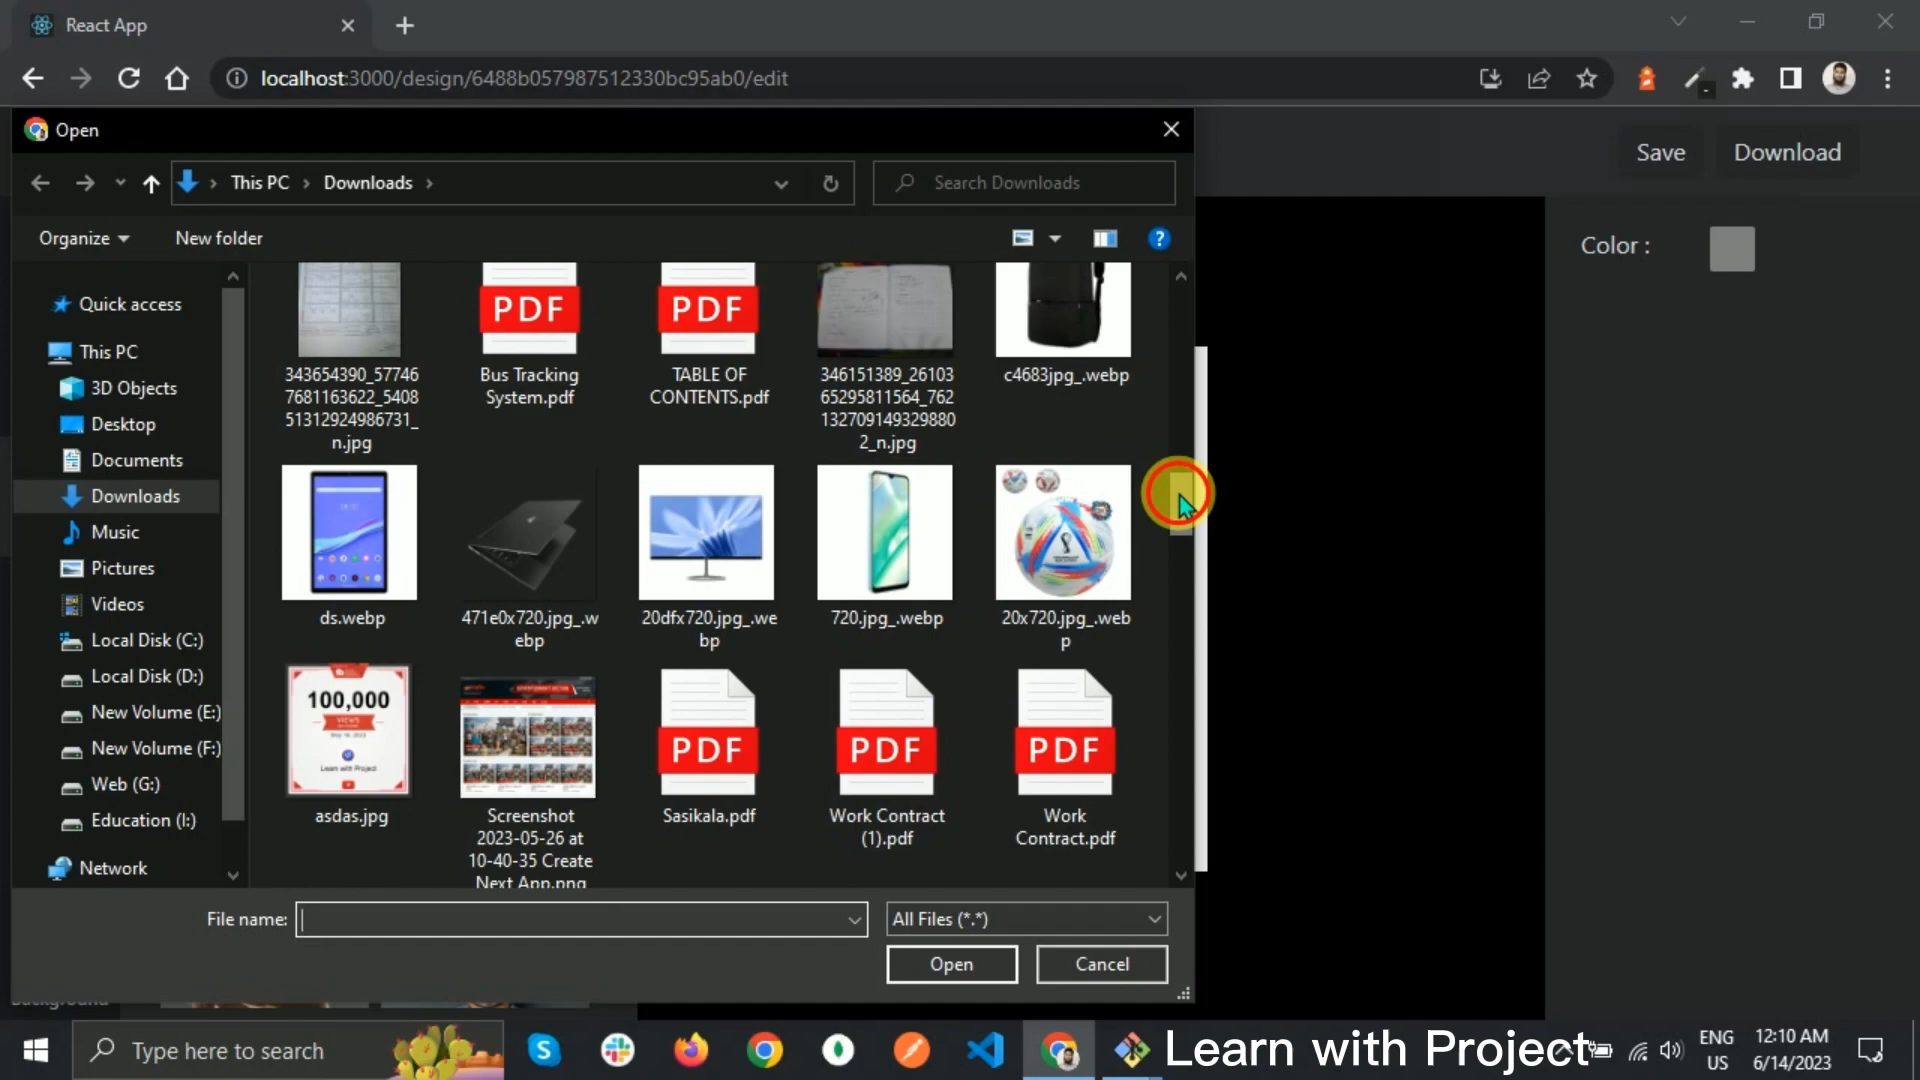 React App
localhost:3000/design/6488b057987512330bc95ab0/edit
Open
Save
Download
This PC
Downloads
Search Downloads
Organize
New folder
Color :
Quick access
This PC
3D Objects
Desktop
Documents
Downloads
Music
Pictures
Videos
Local Disk (C:)
Local Disk (D:)
New Volume (E:)
New Volume (F:)
Web (G:)
Education (I:)
Network
PDF
PDF
343654390_57746
7681163622_5408
51312924986731_
n.jpg
Bus Tracking
System.pdf
TABLE OF
CONTENTS.pdf
346151389_26103
65295811564_762
132709149329880
2_n.jpg
c4683jpg_.webp
ds.webp
471e0x720.jpg_.w
ebp
20dfx720.jpg_.we
bp
720.jpg_.webp
20x720.jpg_.web
p
100,000
VIEWS
Learn with Project
PDF
PDF
PDF
asdas.jpg
Screenshot
2023-05-26 at
10-40-35 Create
Next App.png
Sasikala.pdf
Work Contract
(1).pdf
Work
Contract.pdf
File name:
All Files (*.*)
Open
Cancel
Background
Type here to search
Learn with Project
ENG
US
12:10 AM
6/14/2023